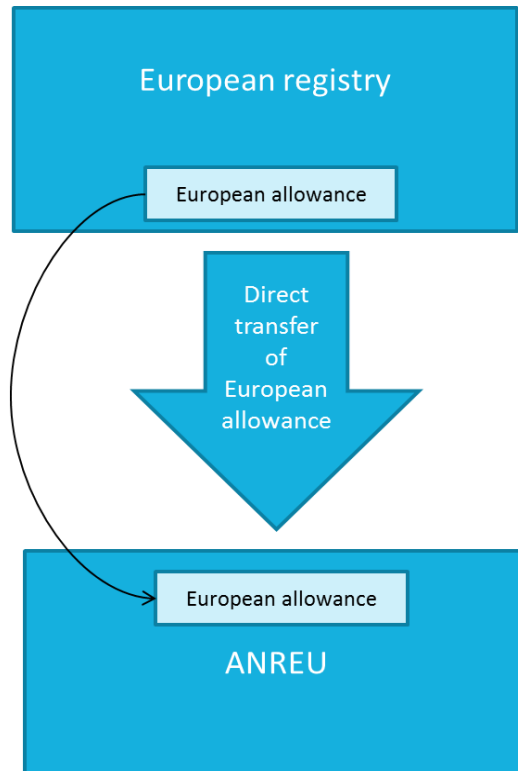 European registry
European allowance
Direct
transfer
of
European
allowance
European allowance
ANREU